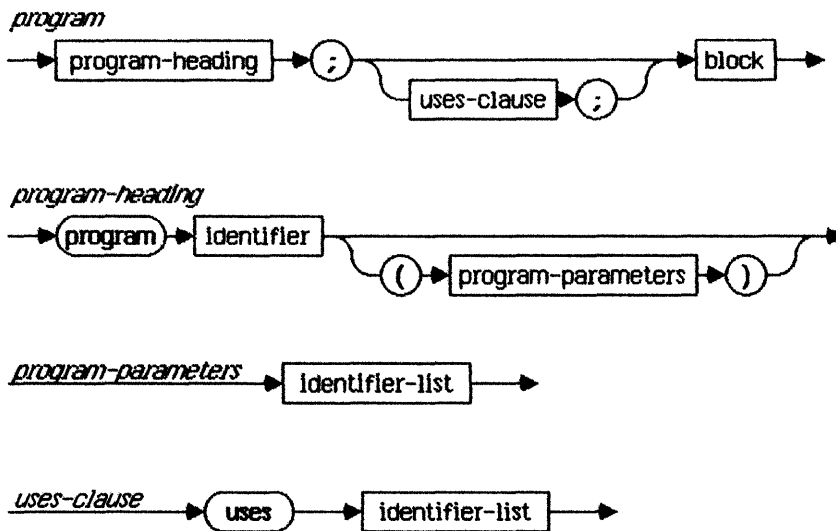 program
program-heading ; block
uses-clause ;
program-heading
program identifier
( program-parameters )
program-parameters identifier-list
uses-clause uses identifier-list